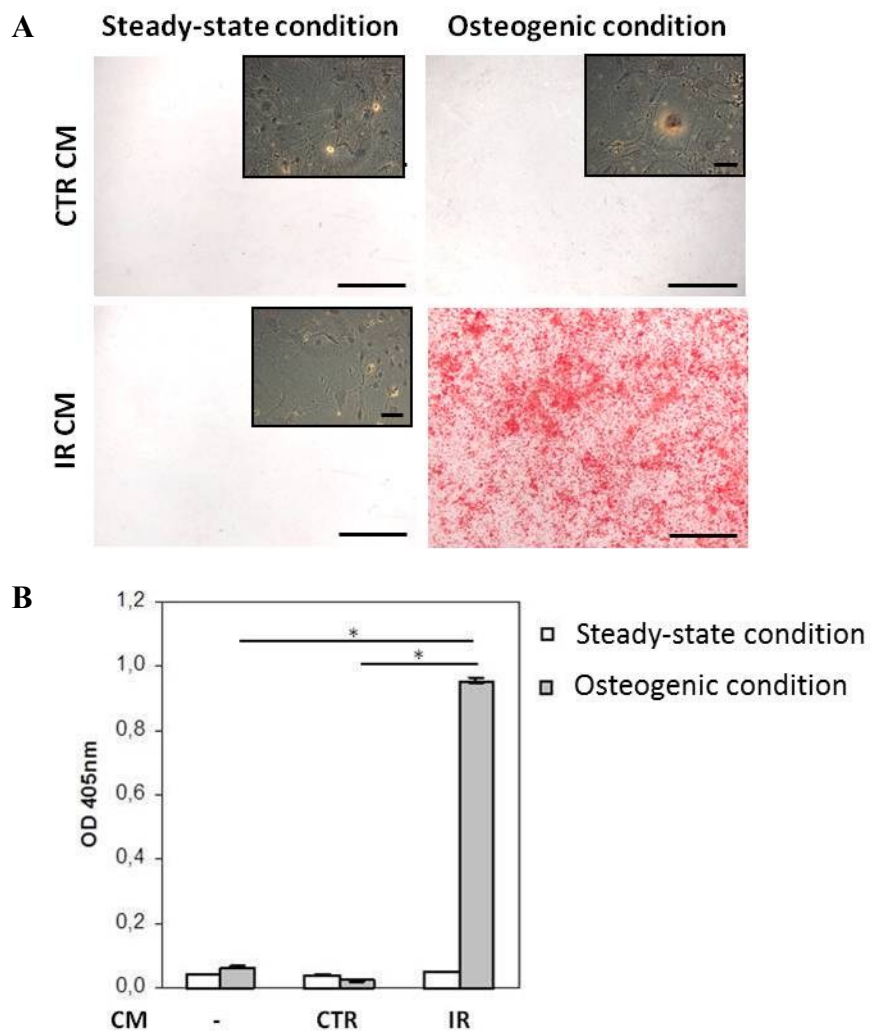 A
Steady-state condition Osteogenic condition
CTR CM
IR CM
B
1,2
1,0
0,8
0,6
0,4
0,2
0,0
OD 405nm
* 
*
Steady-state condition
Osteogenic condition
CM - CTR IR